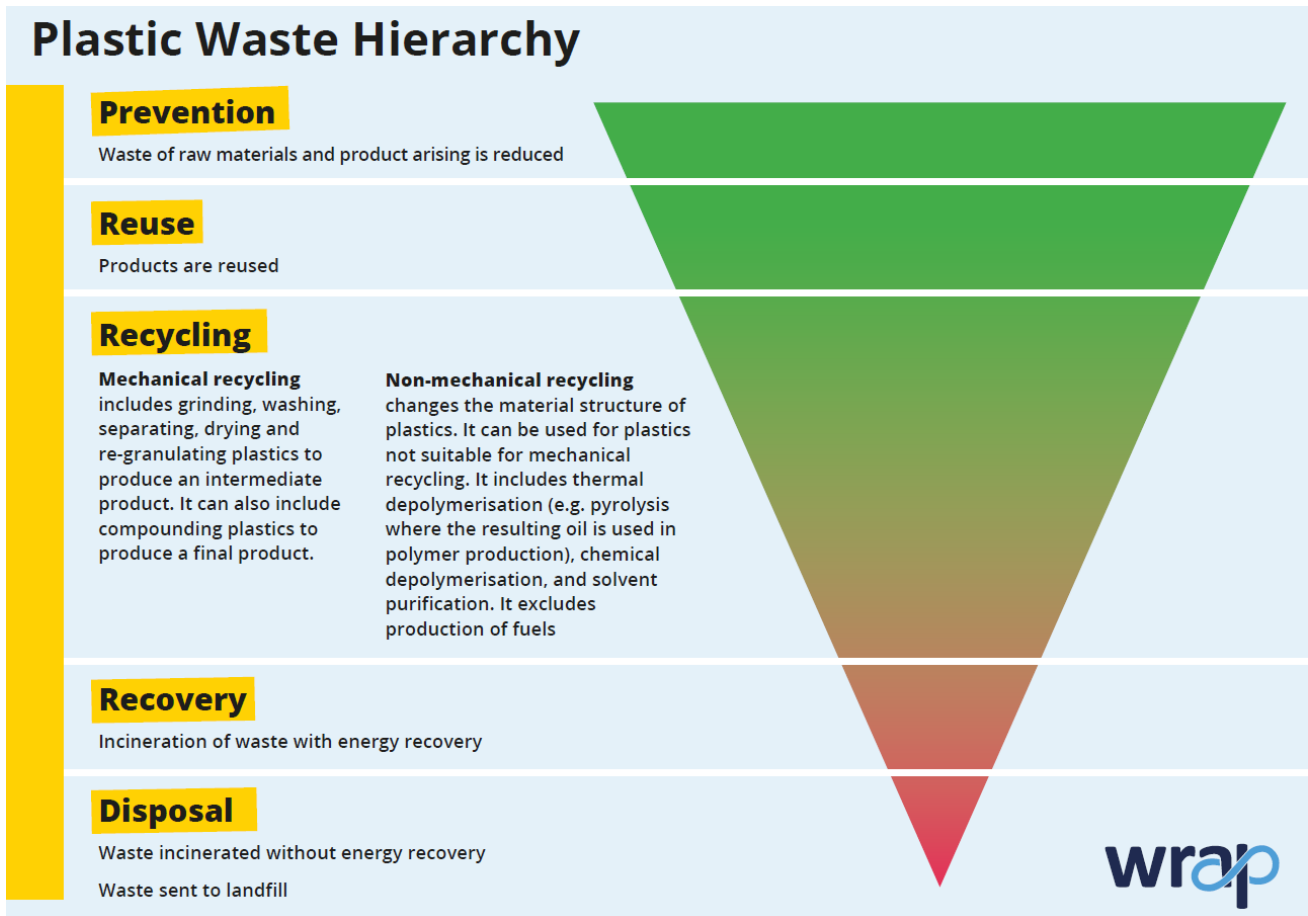 Plastic Waste Hierarchy
Prevention
Waste of raw materials and product arising is reduced
Reuse
Products are reused
Recycling
Mechanical recycling
includes grinding, washing,
separating, drying and
re-granulating plastics to
produce an intermediate
product. It can also include
compounding plastics to
produce a final product.
Non-mechanical recycling
changes the material structure of
plastics. It can be used for plastics
not suitable for mechanical
recycling. It includes thermal
depolymerisation (e.g. pyrolysis
where the resulting oil is used in
polymer production), chemical
depolymerisation, and solvent
purification. It excludes
production of fuels
Recovery
Incineration of waste with energy recovery
Disposal
Waste incinerated without energy recovery
Waste sent to landfill
wrap